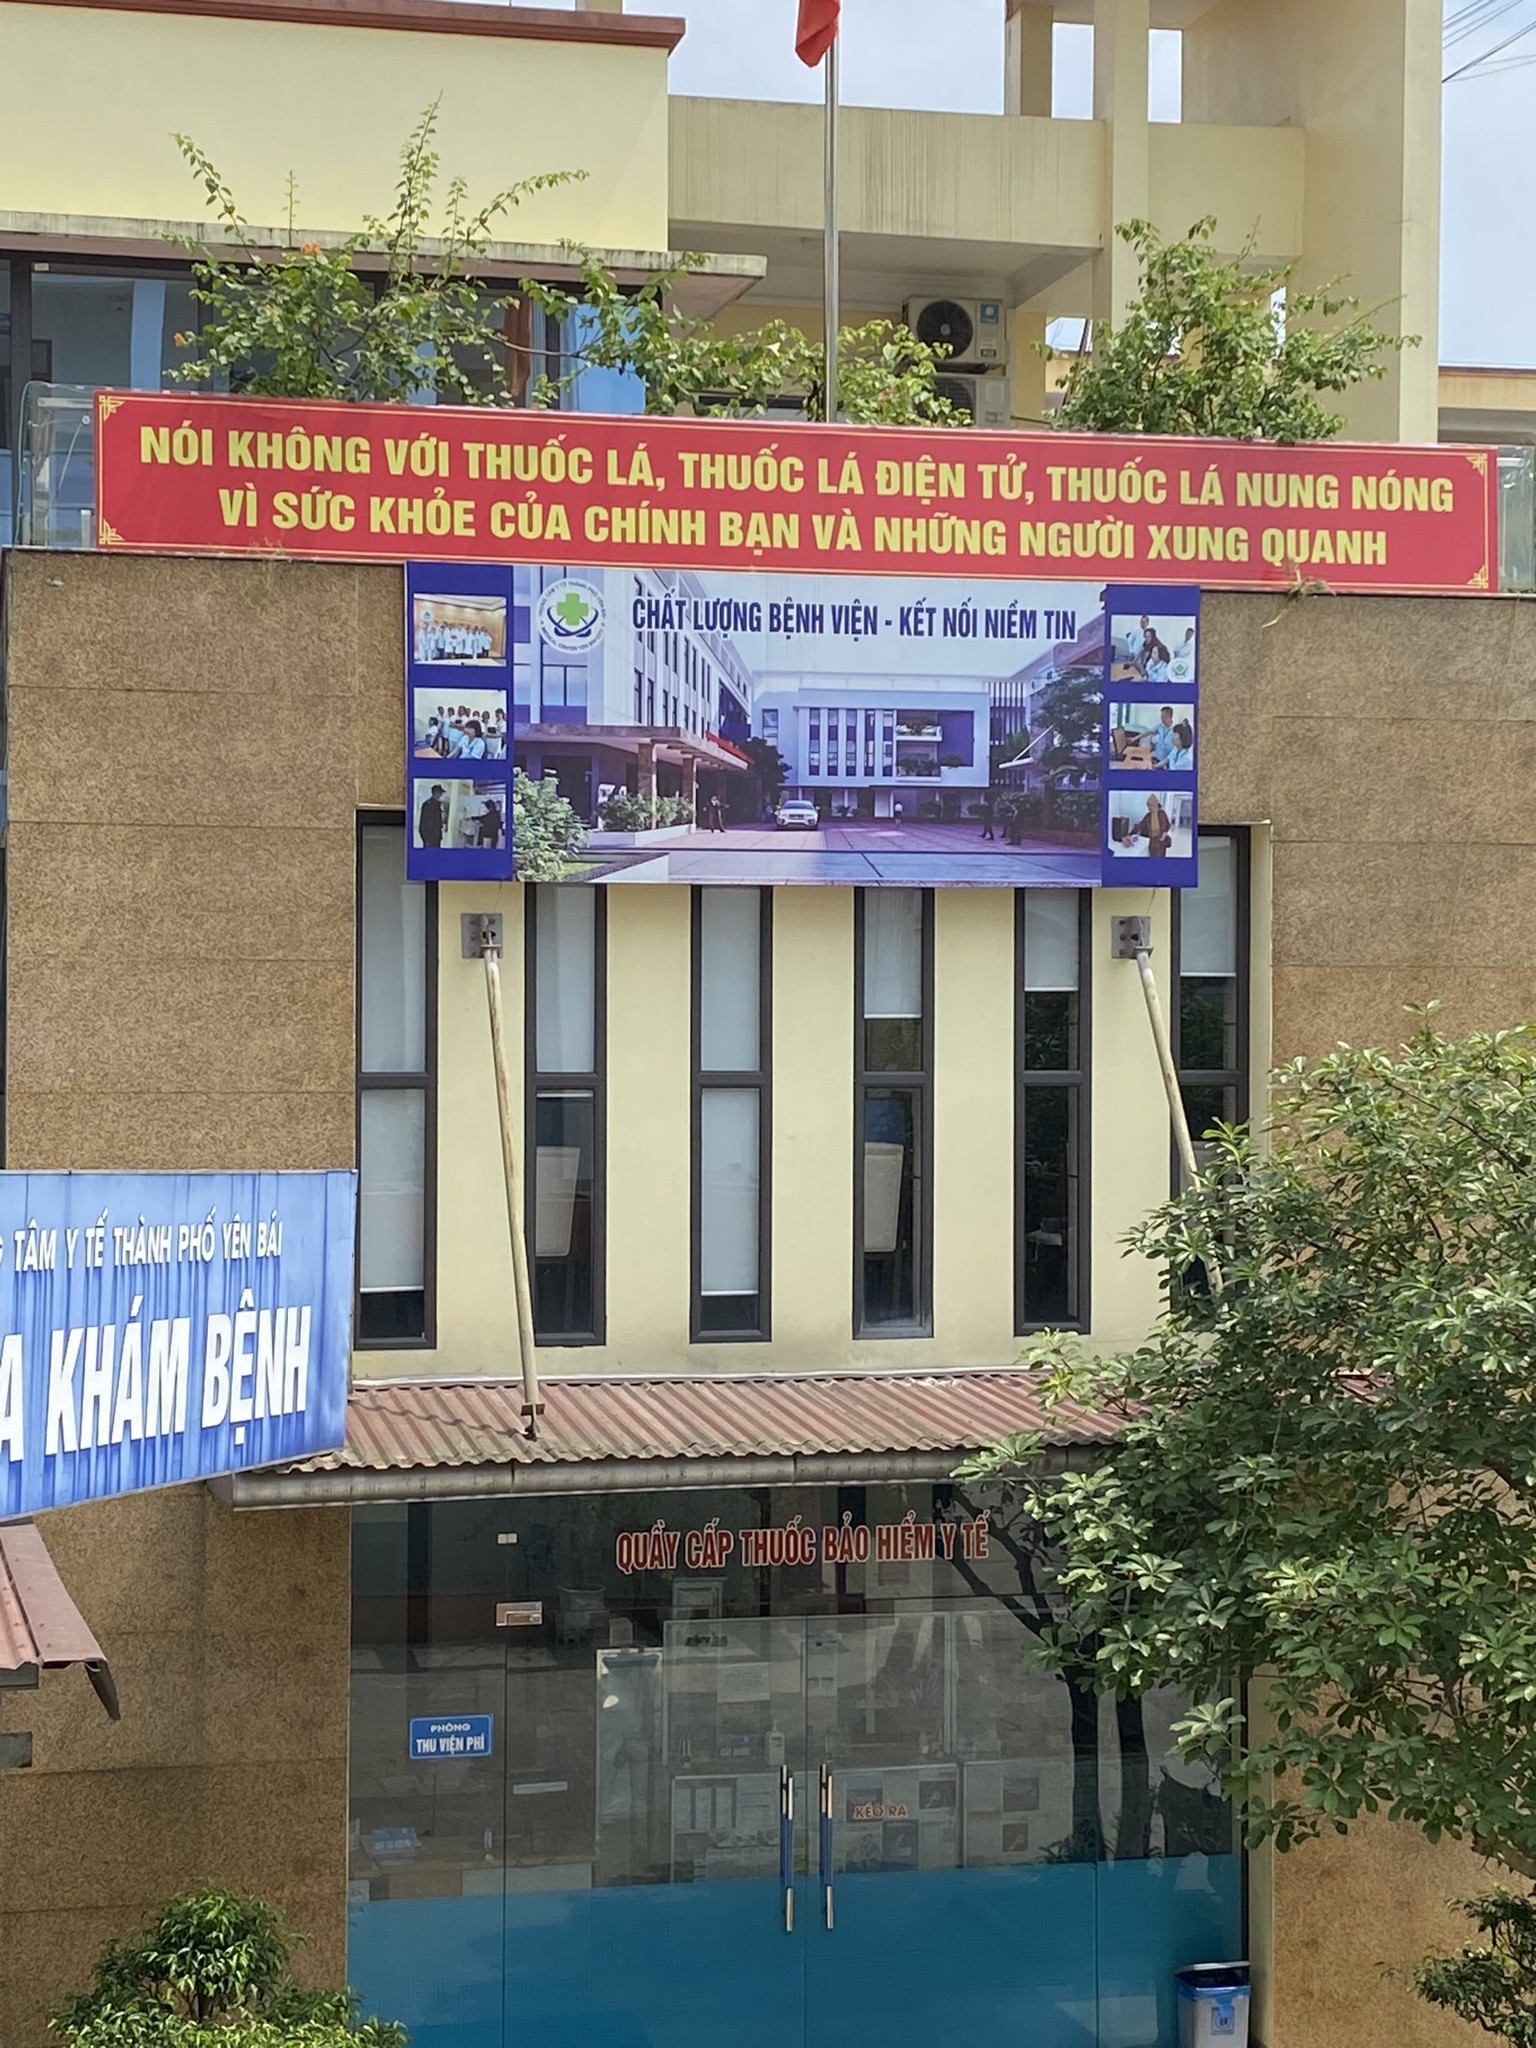 NÓI KHÔNG VỚI THUỐC LÁ, THUỐC LÁ ĐIỆN TỬ, THUỐC LÁ NUNG NÓNG
VÌ SỨC KHỎE CỦA CHÍNH BẠN VÀ NHỮNG NGƯỜI XUNG QUANH
CHẤT LƯỢNG BỆNH VIỆN - KẾT NỐI NIỀM TIN
TÂM Y TẾ THÀNH PHỐ YÊN BÁI
A KHÁM BỆNH
QUẦY CẤP THUỐC BẢO HIỂM Y TẾ
PHÒNG
THU VIỆN PHÍ
KÉO RA